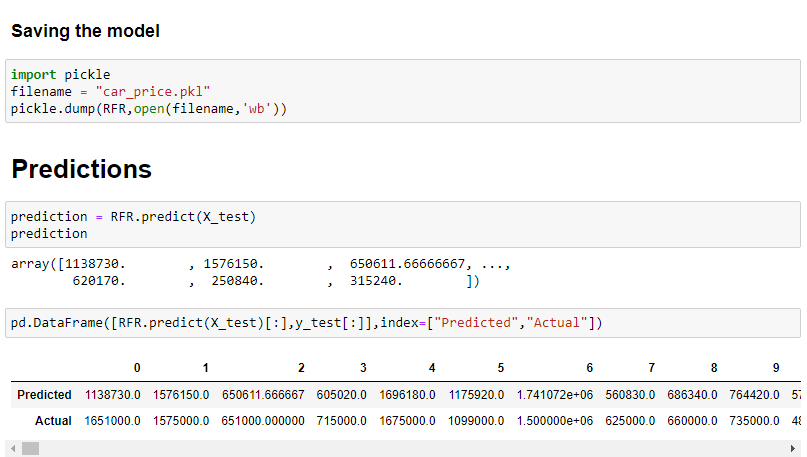 Saving the model
import pickle
filename = "car_price.pkl"
pickle.dump(RFR,open(filename,'wb'))
Predictions
prediction = RFR.predict(X_test)
prediction
array([1138730.        , 1576150.        ,  650611.66666667, ...,
        620170.        ,  250840.        ,  315240.        ])
pd.DataFrame([RFR.predict(X_test)[:],y_test[:]],index=["Predicted","Actual"])
0 1 2 3 4 5 6 7 8 9
Predicted 1138730.0 1576150.0 650611.666667 605020.0 1696180.0 1175920.0 1.741072e+06 560830.0 686340.0 764420.0 57
Actual 1651000.0 1575000.0 651000.000000 715000.0 1675000.0 1099000.0 1.500000e+06 625000.0 660000.0 735000.0 48